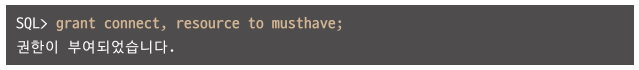 SQL> grant connect, resource to musthave;
권한이 부여되었습니다.